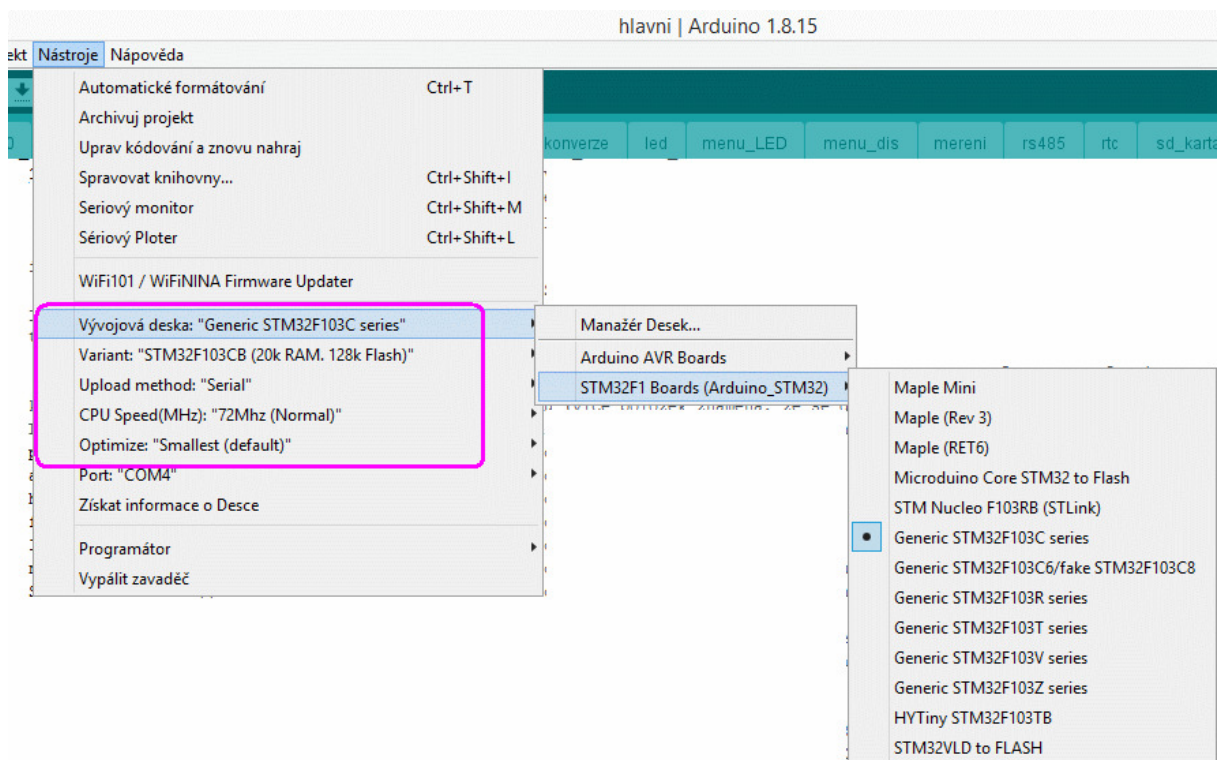 hlavni | Arduino 1.8.15
ekt Nástroje Nápověda
Automatické formátování Ctrl+T
Archivuj projekt
Uprav kódování a znovu nahraj
Spravovat knihovny... Ctrl+Shift+I
Seriový monitor Ctrl+Shift+M
Sériový Ploter Ctrl+Shift+L
WiFi101 / WiFiNINA Firmware Updater
Vývojová deska: "Generic STM32F103C series"
Variant: "STM32F103CB (20k RAM. 128k Flash)"
Upload method: "Serial"
CPU Speed(MHz): "72Mhz (Normal)"
Optimize: "Smallest (default)"
Port: "COM4"
Získat informace o Desce
Programátor
Vypálit zavaděč
konverze led menu_LED menu_dis mereni rs485 rtc sd_karta
Manažér Desek...
Arduino AVR Boards
STM32F1 Boards (Arduino_STM32)
Maple Mini
Maple (Rev 3)
Maple (RET6)
Microduino Core STM32 to Flash
STM Nucleo F103RB (STLink)
Generic STM32F103C series
Generic STM32F103C6/fake STM32F103C8
Generic STM32F103R series
Generic STM32F103T series
Generic STM32F103V series
Generic STM32F103Z series
HYTiny STM32F103TB
STM32VLD to FLASH